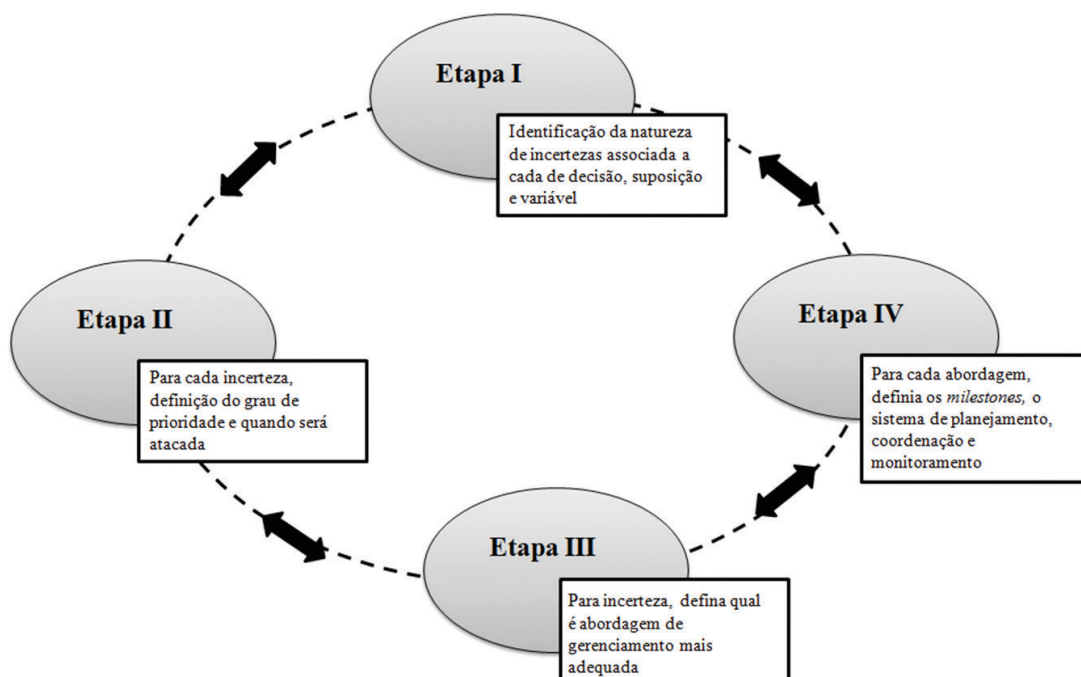 Etapa I
Identificação da natureza
de incertezas associada a
cada de decisão, suposição
e variável
Etapa II
Para cada incerteza,
definição do grau de
prioridade e quando será
atacada
Etapa III
Para incerteza, defina qual
é abordagem de
gerenciamento mais
adequada
Etapa IV
Para cada abordagem,
definia os milestones, o
sistema de planejamento,
coordenação e
monitoramento